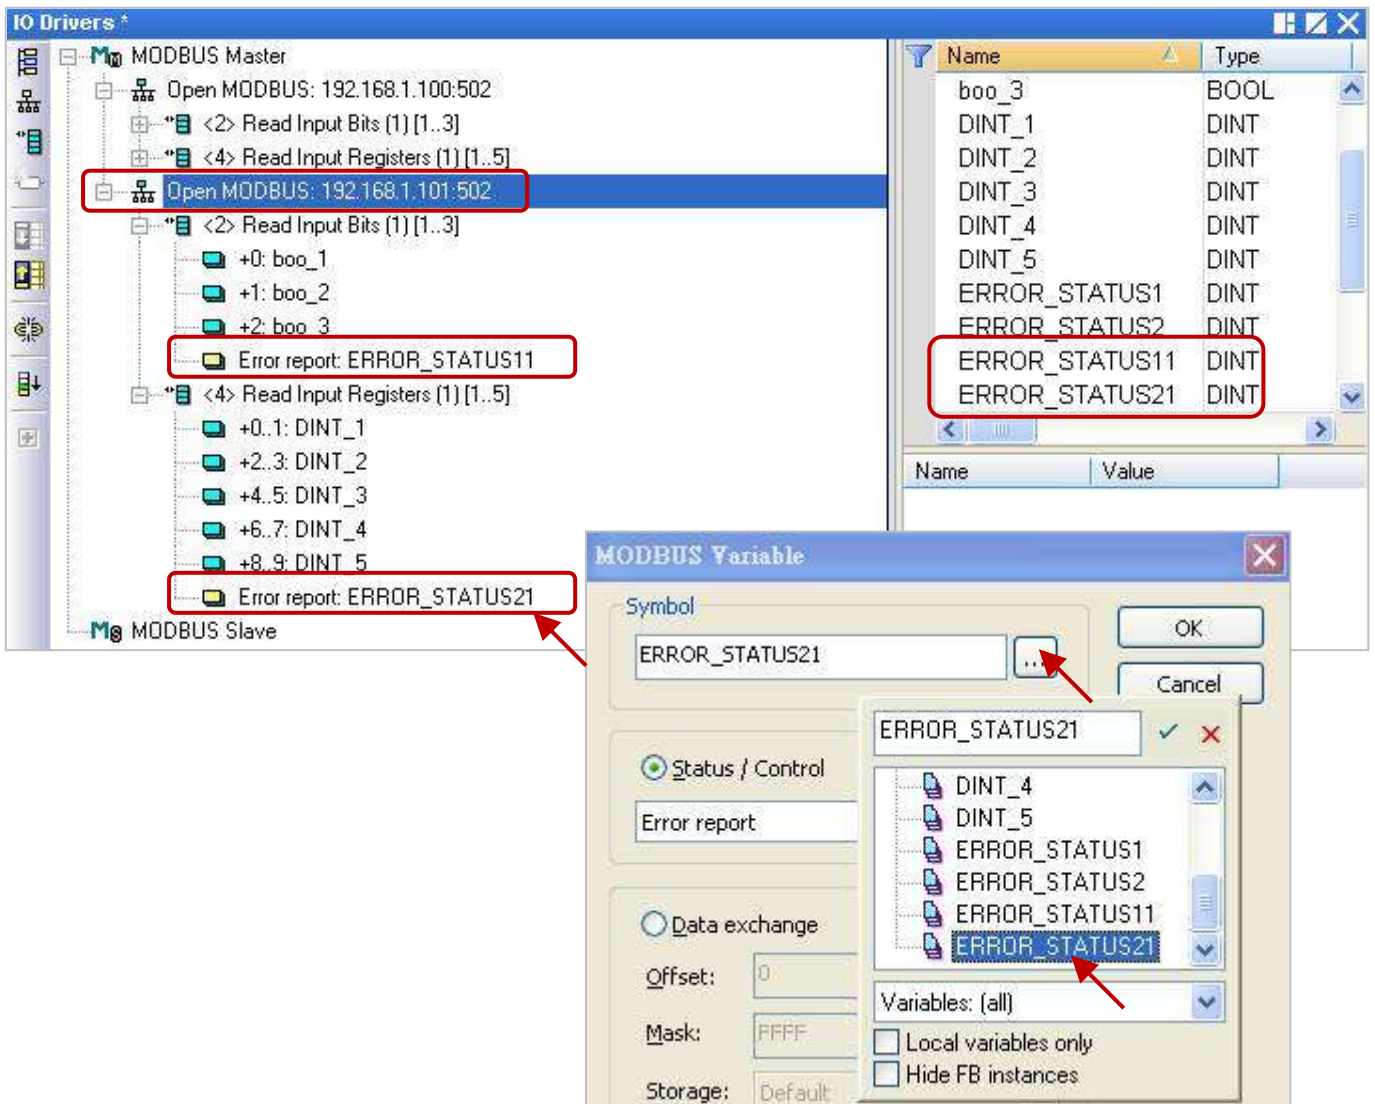 IO Drivers *
MODBUS Master
Open MODBUS: 192.168.1.100:502
<2> Read Input Bits (1) [1..3]
<4> Read Input Registers (1) [1..5]
Open MODBUS: 192.168.1.101:502
<2> Read Input Bits (1) [1..3]
+0: boo_1
+1: boo_2
+2: boo_3
Error report: ERROR_STATUS11
<4> Read Input Registers (1) [1..5]
+0..1: DINT_1
+2..3: DINT_2
+4..5: DINT_3
+6..7: DINT_4
+8..9: DINT_5
Error report: ERROR_STATUS21
MODBUS Slave
Name Type
boo_3 BOOL
DINT_1 DINT
DINT_2 DINT
DINT_3 DINT
DINT_4 DINT
DINT_5 DINT
ERROR_STATUS1 DINT
ERROR_STATUS2 DINT
ERROR_STATUS11 DINT
ERROR_STATUS21 DINT
Name Value
MODBUS Variable
Symbol
ERROR_STATUS21 ...
OK
Cancel
Status / Control
Error report
Data exchange
Offset: 0
Mask: FFFF
Storage: Default
ERROR_STATUS21
DINT_4
DINT_5
ERROR_STATUS1
ERROR_STATUS2
ERROR_STATUS11
ERROR_STATUS21
Variables: (all)
Local variables only
Hide FB instances